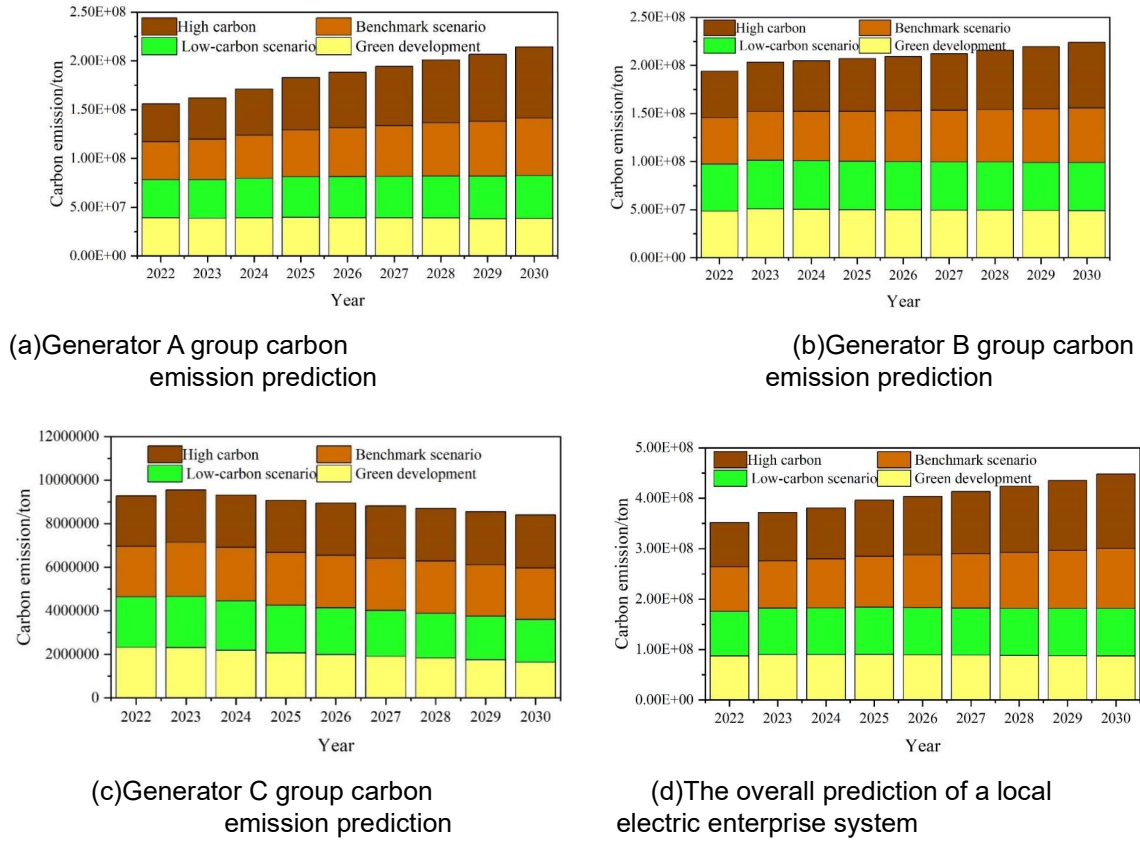 2.50E+08
2.00E+08
1.50E+08
1.00E+08
5.00E+07
0.00E+00
Carbon emission/ton
High carbon Benchmark scenario
Low-carbon scenario Green development
2022 2023 2024 2025 2026 2027 2028 2029 2030
Year
(a)Generator A group carbon
emission prediction
2.50E+08
2.00E+08
1.50E+08
1.00E+08
5.00E+07
0.00E+00
Carbon emission/ton
High carbon Benchmark scenario
Low-carbon scenario Green development
2022 2023 2024 2025 2026 2027 2028 2029 2030
Year
(b)Generator B group carbon
emission prediction
12000000
10000000
8000000
6000000
4000000
2000000
0
Carbon emission/ton
High carbon Benchmark scenario
Low-carbon scenario Green development
2022 2023 2024 2025 2026 2027 2028 2029 2030
Year
(c)Generator C group carbon
emission prediction
5.00E+08
4.00E+08
3.00E+08
2.00E+08
1.00E+08
0.00E+00
Carbon emission/ton
High carbon Benchmark scenario
Low-carbon scenario Green development
2022 2023 2024 2025 2026 2027 2028 2029 2030
Year
(d)The overall prediction of a local
electric enterprise system